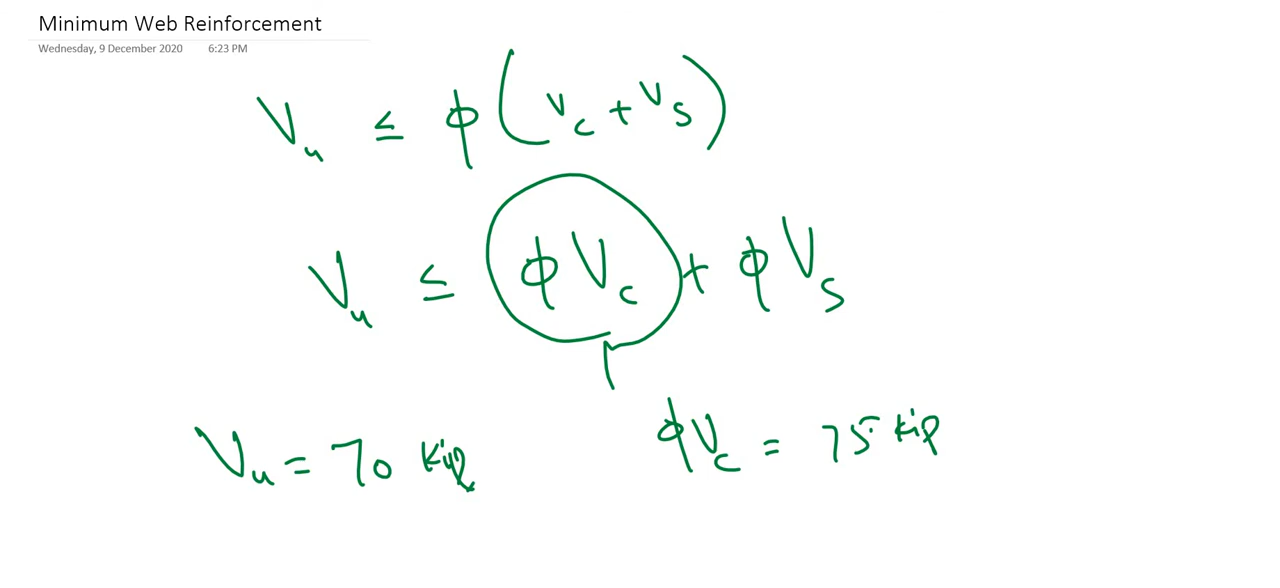 Minimum Web Reinforcement
Wednesday, 9 December 2020 6:23 PM
Vu ≤ ϕ(Vc + Vs)
Vu ≤ ϕVc + ϕVs
Vu = 70 kip ϕVc = 75 kip